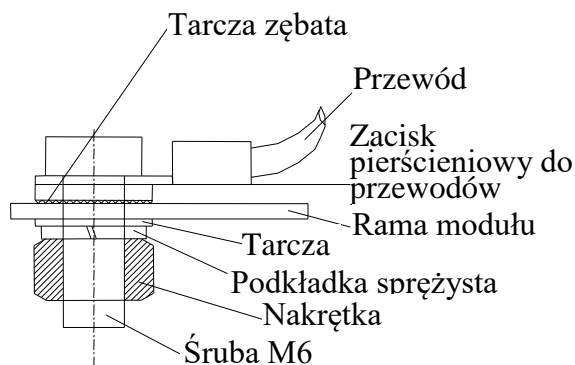 Tarcza zębata
Przewód
Zacisk
pierścieniowy do
przewodów
Rama modułu
Tarcza
Podkładka sprężysta
Nakrętka
Śruba M6